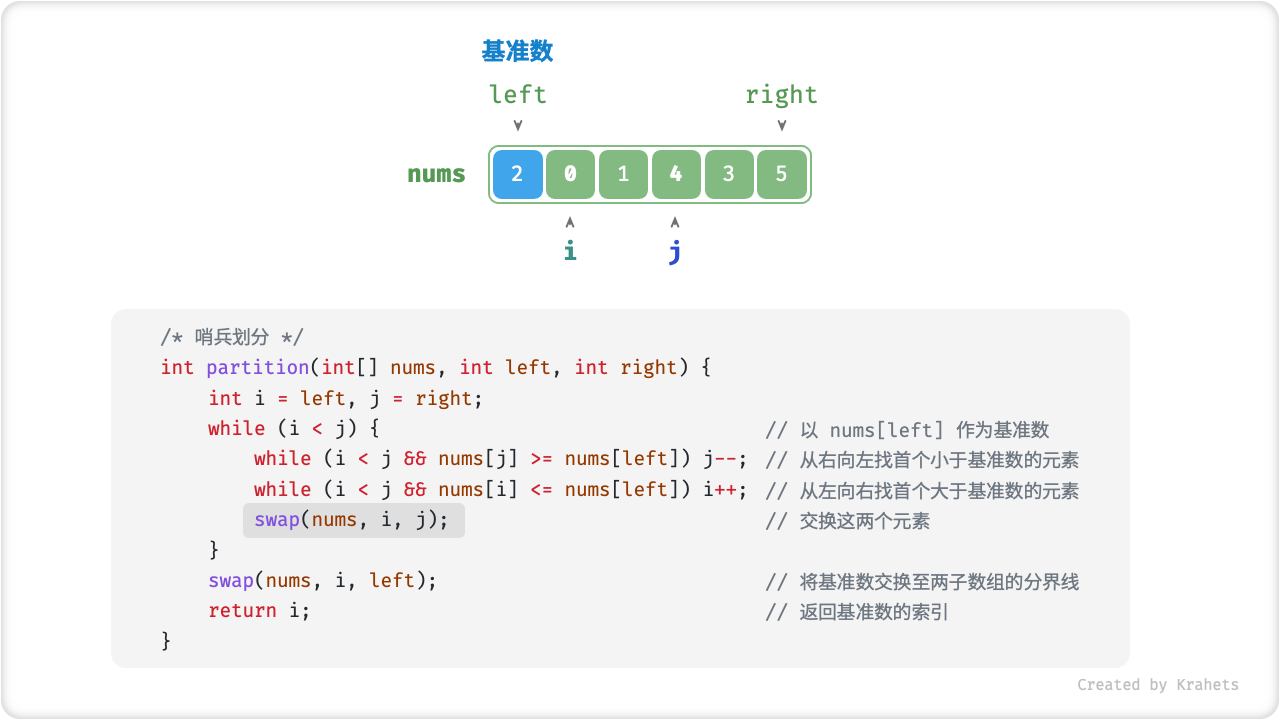 基准数
left right
nums 2 0 1 4 3 5
i j
/* 哨兵划分 */
int partition(int[] nums, int left, int right) {
int i = left, j = right;
while (i < j) { // 以 nums[left] 作为基准数
while (i < j && nums[j] >= nums[left]) j--; // 从右向左找首个小于基准数的元素
while (i < j && nums[i] <= nums[left]) i++; // 从左向右找首个大于基准数的元素
swap(nums, i, j); // 交换这两个元素
}
swap(nums, i, left); // 将基准数交换至两子数组的分界线
return i; // 返回基准数的索引
}
Created by Krahets